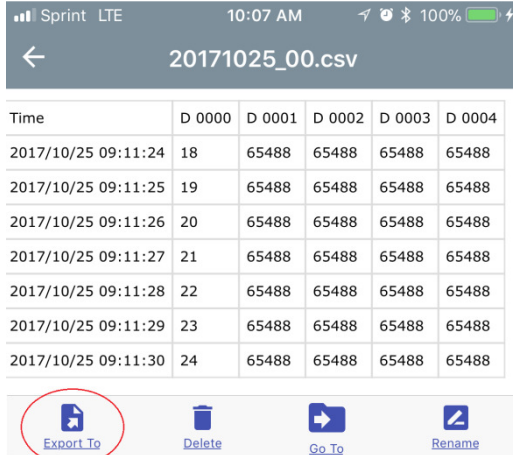 Sprint LTE 10:07 AM 100%
20171025_00.csv
Time D 0000 D 0001 D 0002 D 0003 D 0004
2017/10/25 09:11:24 18 65488 65488 65488 65488
2017/10/25 09:11:25 19 65488 65488 65488 65488
2017/10/25 09:11:26 20 65488 65488 65488 65488
2017/10/25 09:11:27 21 65488 65488 65488 65488
2017/10/25 09:11:28 22 65488 65488 65488 65488
2017/10/25 09:11:29 23 65488 65488 65488 65488
2017/10/25 09:11:30 24 65488 65488 65488 65488
Export To Delete Go To Rename